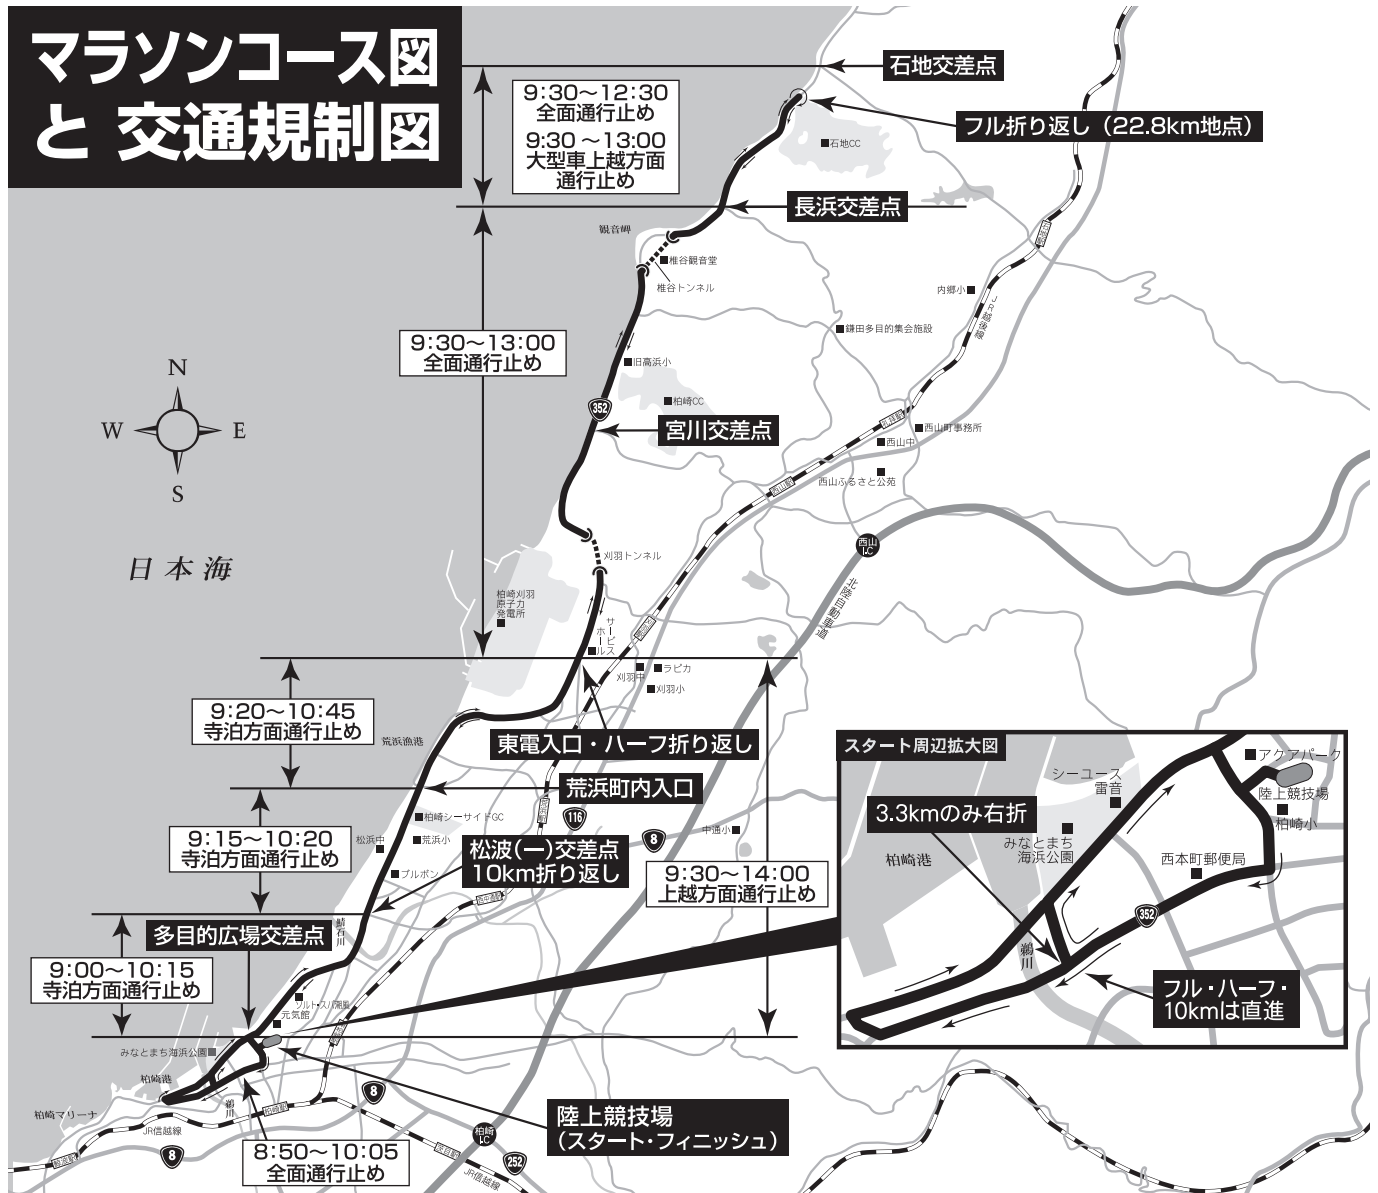 マラソンコース図
と 交通規制図
石地交差点
9:30～12:30
全面通行止め
9:30 ～13:00
大型車上越方面
通行止め
フル折り返し（22.8km地点）
石地CC
長浜交差点
観音岬
椎谷観音堂
椎谷トンネル
内郷小
JR越後線
鎌田多目的集会施設
9:30～13:00
全面通行止め
旧高浜小
柏崎CC
352
宮川交差点
西山町事務所
西山中
西山駅
西山ふるさと公苑
N
W
E
S
日本海
刈羽トンネル
西山
I.C
北陸自動車道
柏崎刈羽
原子力
発電所
サービス
ホール
刈羽中
ラピカ
刈羽小
9:20～10:45
寺泊方面通行止め
荒浜漁港
東電入口・ハーフ折り返し
荒浜町内入口
9:15～10:20
寺泊方面通行止め
柏崎シーサイドGC
116
松浜中
荒浜小
8
中通小
松波(一)交差点
10km折り返し
ブルボン
9:30～14:00
上越方面通行止め
多目的広場交差点
鯖石川
9:00～10:15
寺泊方面通行止め
ソルト・スパ潮風
元気館
みなとまち海浜公園
柏崎港
鵜川
柏崎マリーナ
JR信越線
8
8
8:50～10:05
全面通行止め
陸上競技場
（スタート・フィニッシュ）
柏崎
I.C
252
JR信越線
スタート周辺拡大図
アクアパーク
シーユース
雷音
陸上競技場
3.3kmのみ右折
柏崎小
みなとまち
海浜公園
柏崎港
西本町郵便局
352
鵜川
フル・ハーフ・
10kmは直進